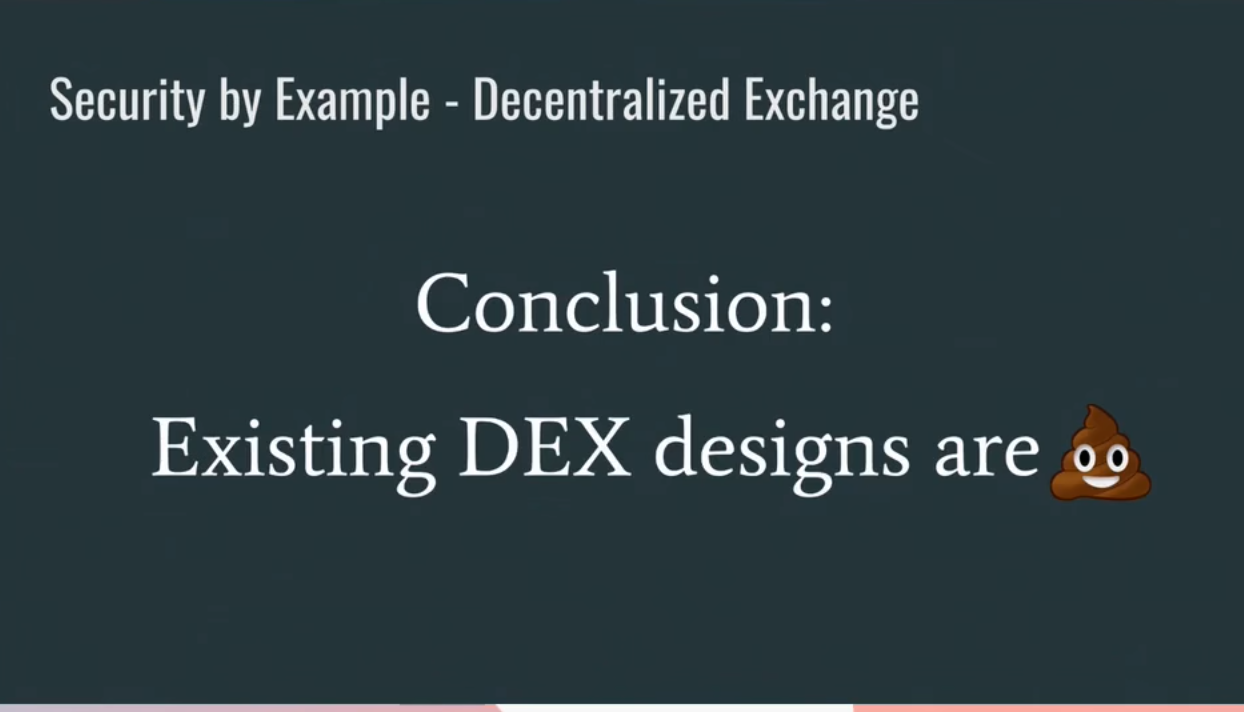 Security by Example - Decentralized Exchange
Conclusion:
Existing DEX designs are 💩